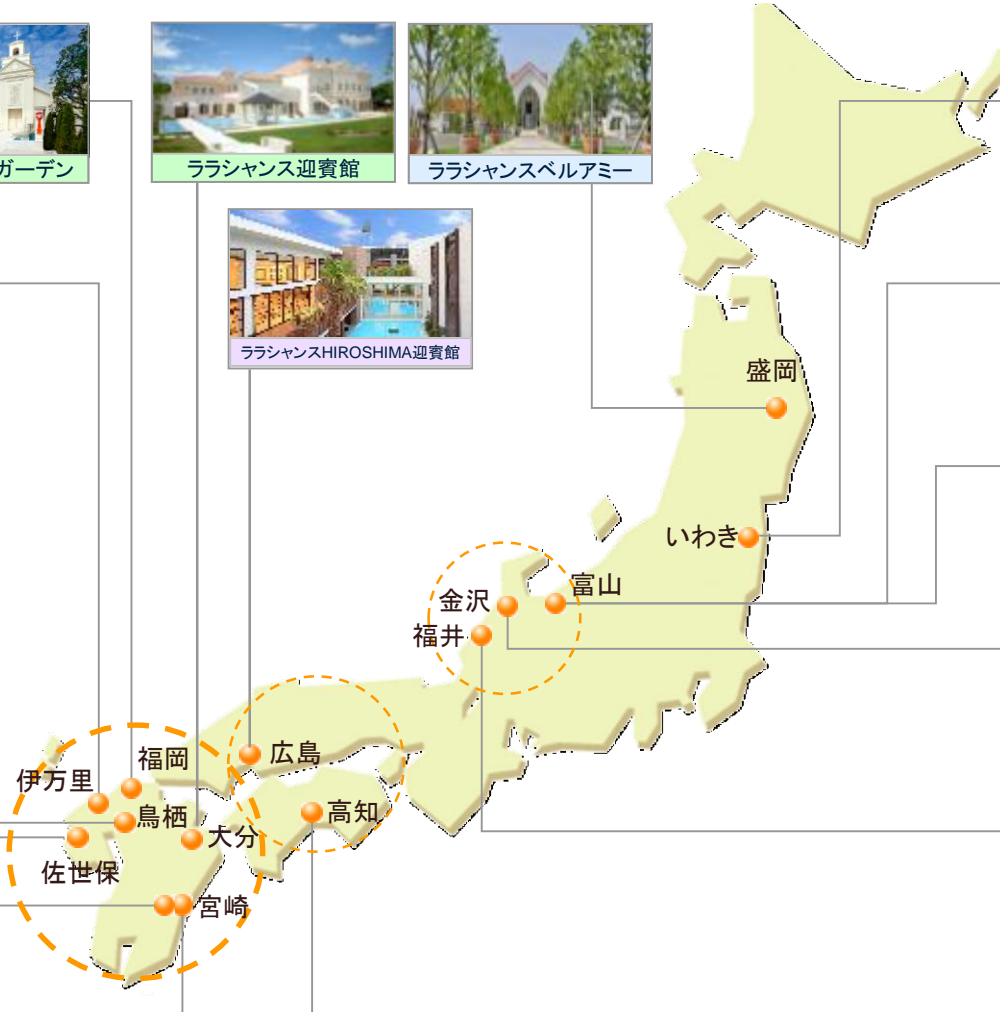 ガーデン
ララシャンス迎賓館
ララシャンスベルアミー
ララシャンスHIROSHIMA迎賓館
盛岡
いわき
富山
金沢
福井
広島
福岡
伊万里
高知
鳥栖
大分
佐世保
宮崎